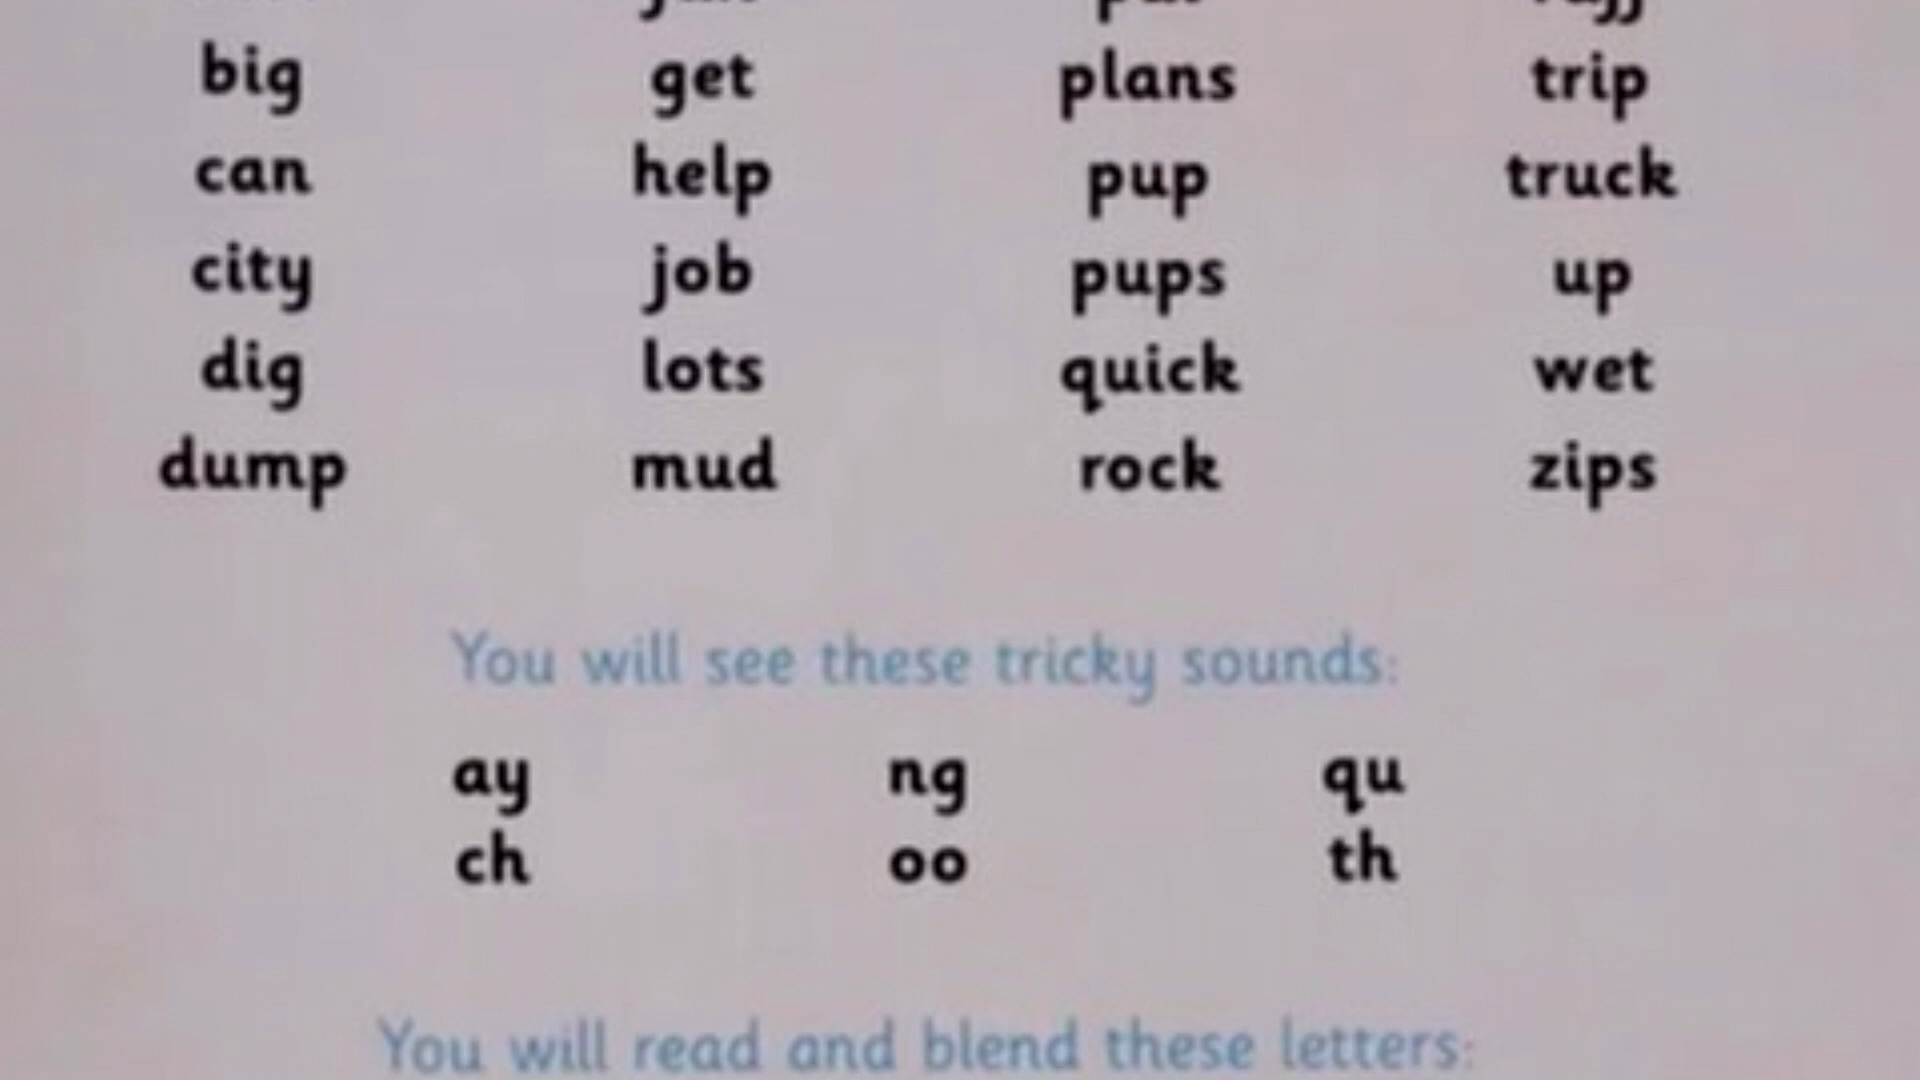 big get plans trip
can help pup truck
city job pups up
dig lots quick wet
dump mud rock zips
You will see these tricky sounds:
ay ng qu
ch oo th
You will read and blend these letters: